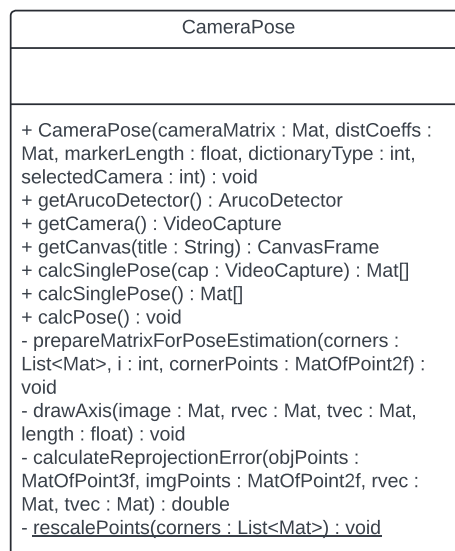 CameraPose
+ CameraPose(cameraMatrix : Mat, distCoeffs :
Mat, markerLength : float, dictionaryType : int,
selectedCamera : int) : void
+ getArucoDetector() : ArucoDetector
+ getCamera() : VideoCapture
+ getCanvas(title : String) : CanvasFrame
+ calcSinglePose(cap : VideoCapture) : Mat[]
+ calcSinglePose() : Mat[]
+ calcPose() : void
- prepareMatrixForPoseEstimation(corners :
List<Mat>, i : int, cornerPoints : MatOfPoint2f) :
void
- drawAxis(image : Mat, rvec : Mat, tvec : Mat,
length : float) : void
- calculateReprojectionError(objPoints :
MatOfPoint3f, imgPoints : MatOfPoint2f, rvec :
Mat, tvec : Mat) : double
- rescalePoints(corners : List<Mat>) : void